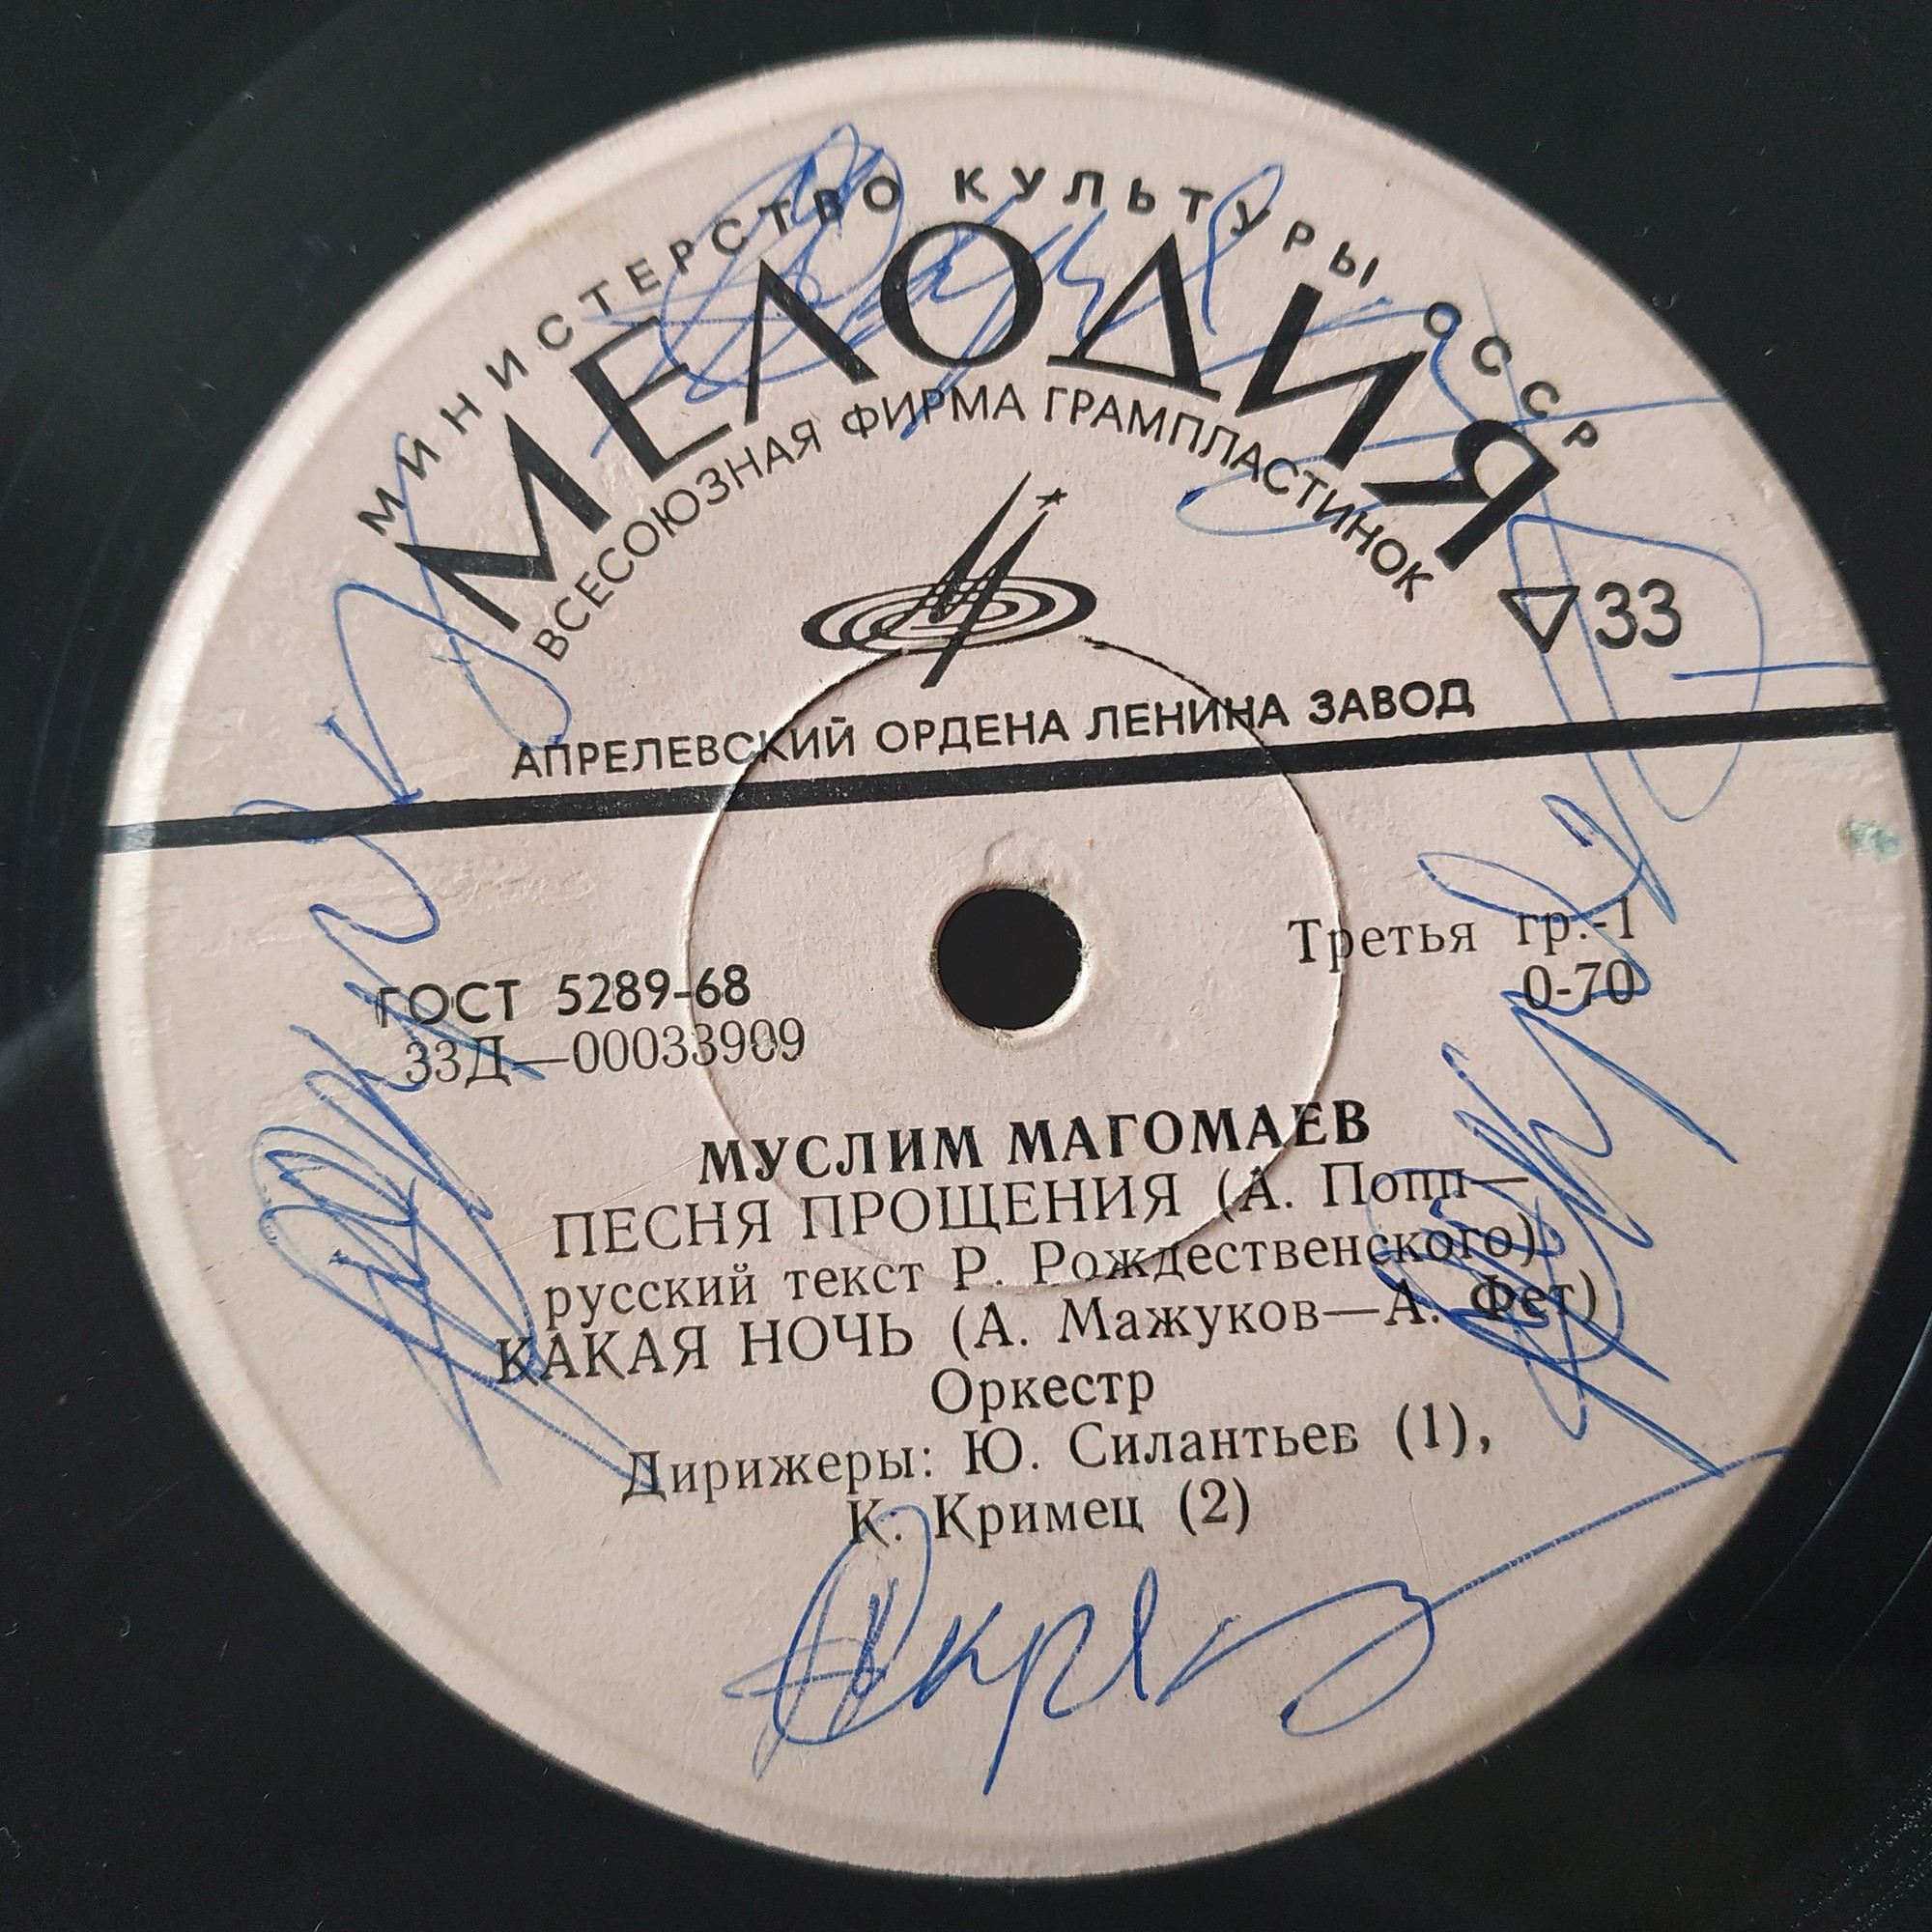 МИНИСТЕРСТВО КУЛЬТУРЫ СССР
МЕЛОДИЯ
ВСЕСОЮЗНАЯ ФИРМА ГРАМПЛАСТИНОК
▽33
АПРЕЛЕВСКИЙ ОРДЕНА ЛЕНИНА ЗАВОД
Третья гр.-1
ГОСТ 5289-68
0-70
33Д—00033909
МУСЛИМ МАГОМАЕВ
ПЕСНЯ ПРОЩЕНИЯ (А. Попп—
русский текст Р. Рождественского)
КАКАЯ НОЧЬ (А. Мажуков—А. Фет)
Оркестр
Дирижеры: Ю. Силантьев (1),
К. Кримец (2)